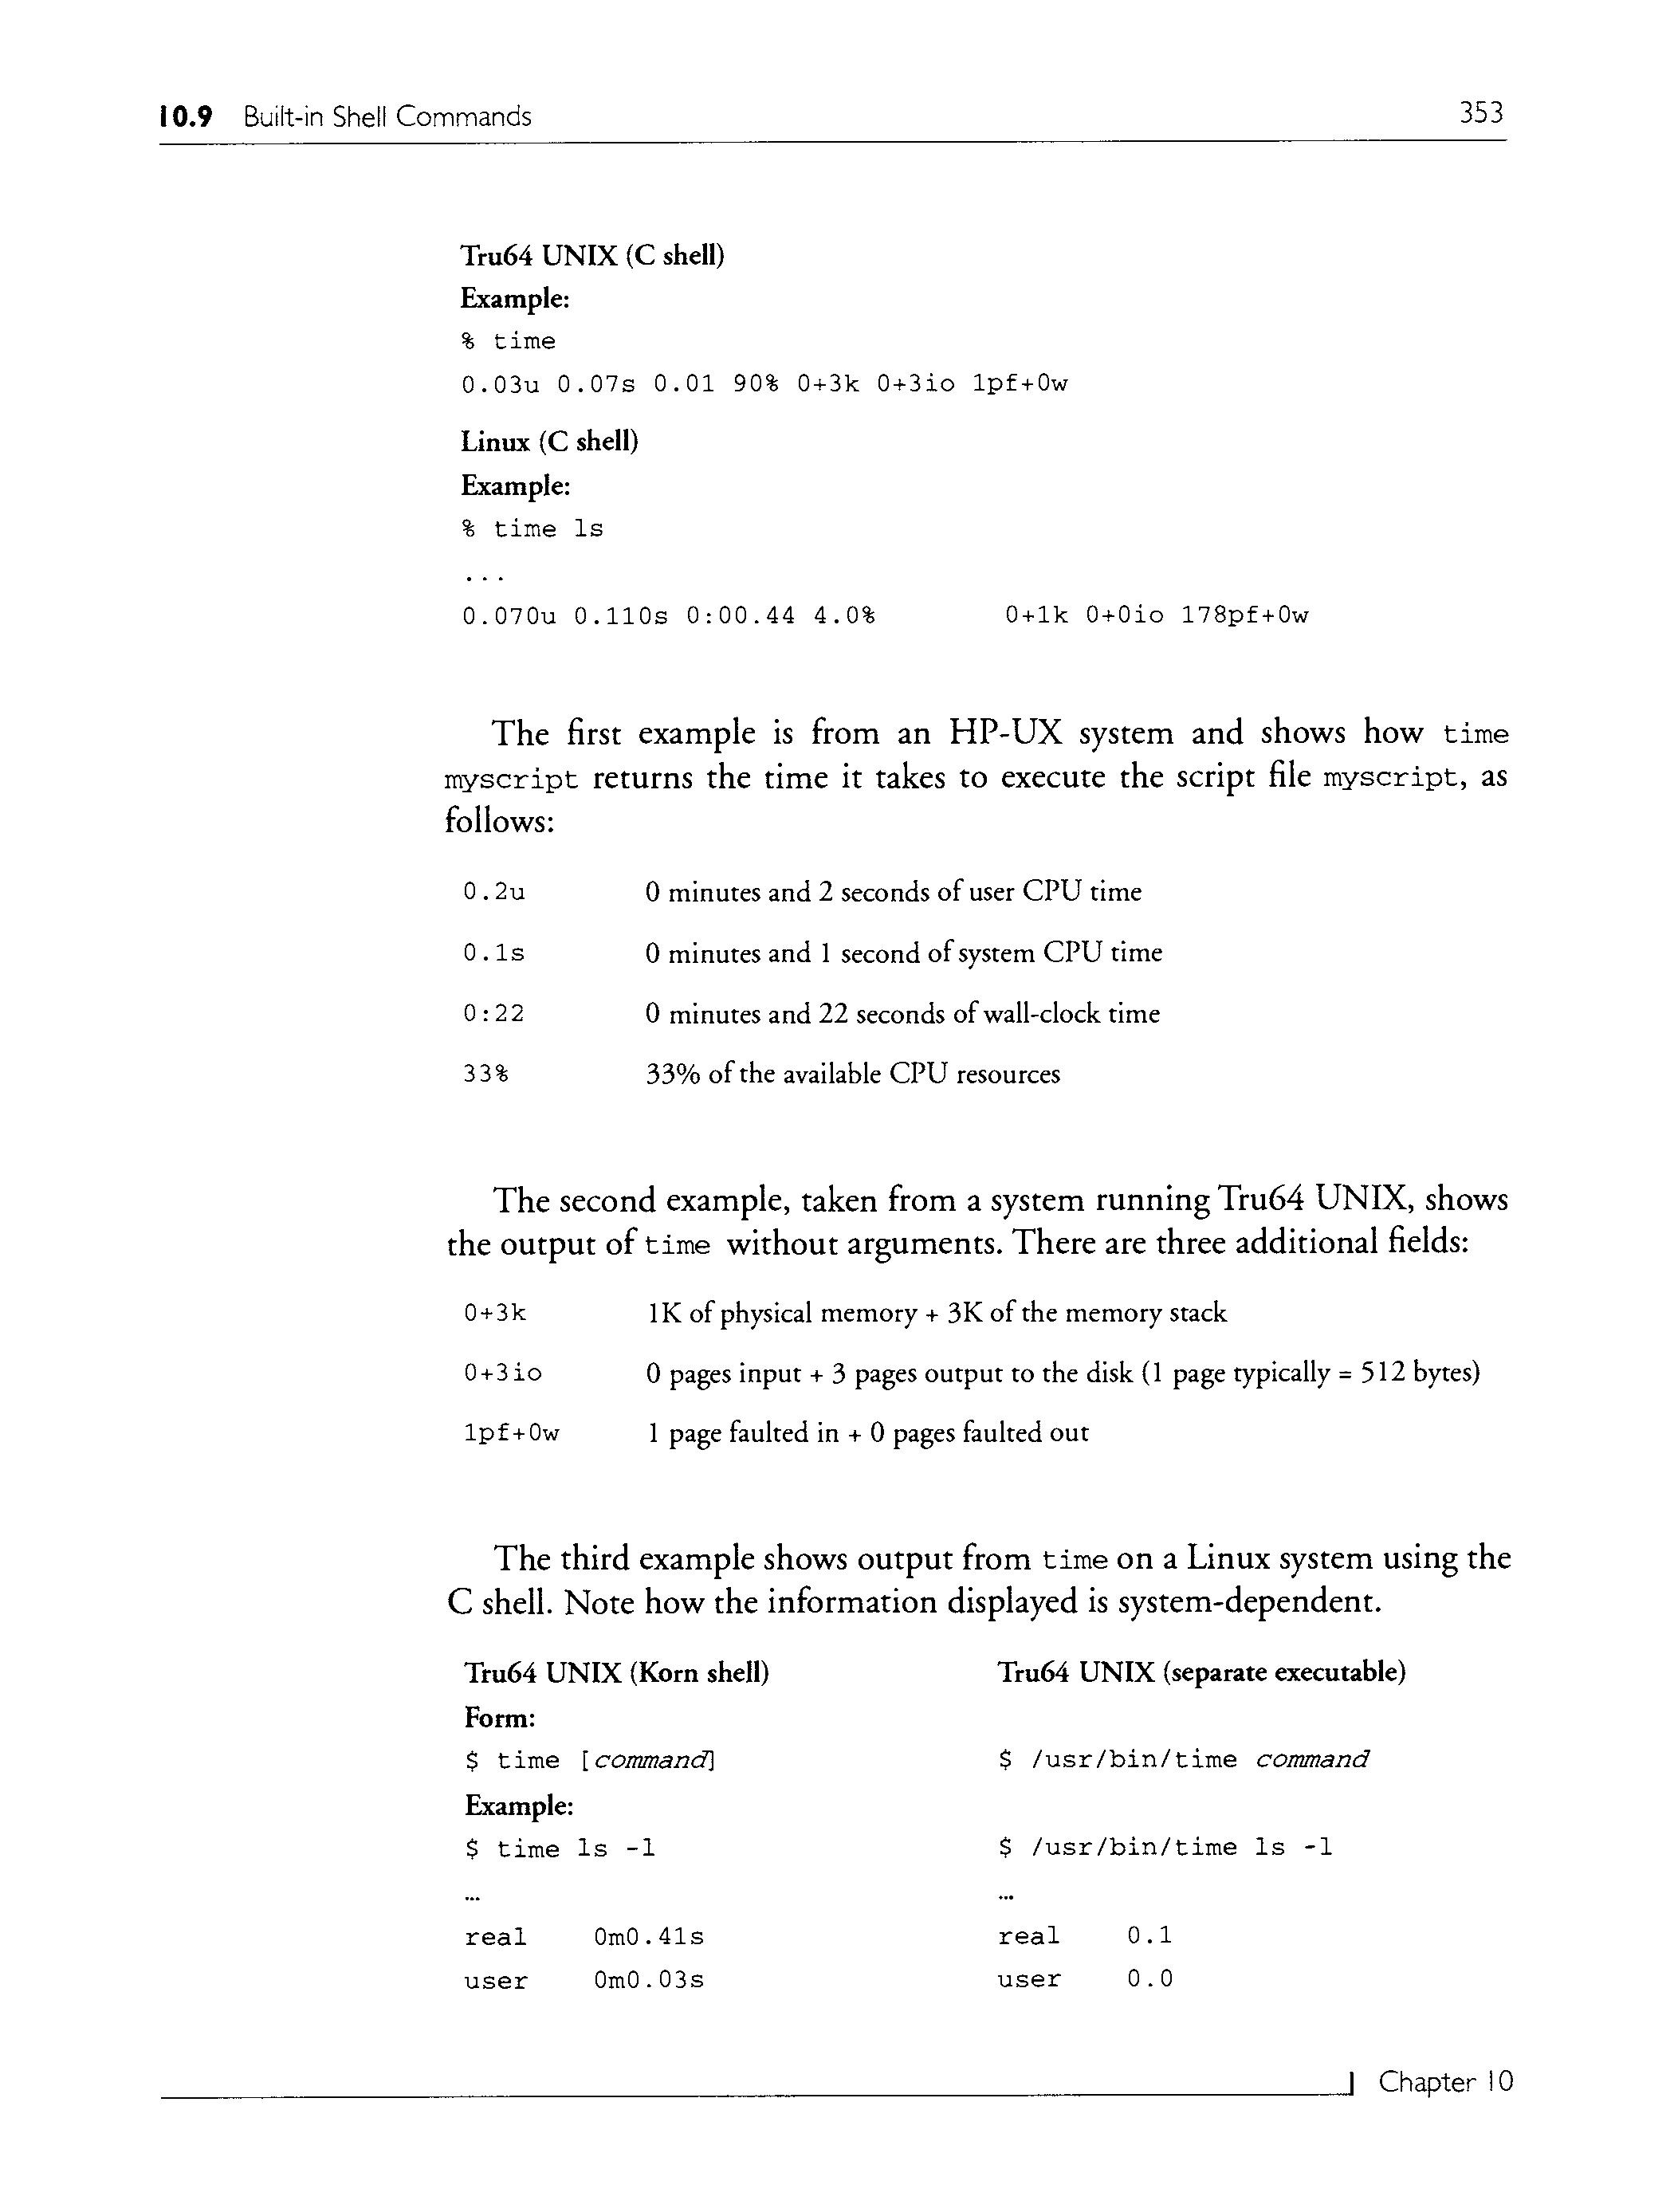 10.9 Built-in Shell Commands 353
Tru64 UNIX (C shell)
Example:
% time
0.03u 0.07s 0.01 90% 0+3k 0+3io 1pf+0w
Linux (C shell)
Example:
% time ls
...
0.070u 0.110s 0:00.44 4.0% 0+1k 0+0io 178pf+0w
The first example is from an HP-UX system and shows how time
myscript returns the time it takes to execute the script file myscript, as
follows:
0.2u 0 minutes and 2 seconds of user CPU time
0.1s 0 minutes and 1 second of system CPU time
0:22 0 minutes and 22 seconds of wall-clock time
33% 33% of the available CPU resources
The second example, taken from a system running Tru64 UNIX, shows
the output of time without arguments. There are three additional fields:
0+3k 1K of physical memory + 3K of the memory stack
0+3io 0 pages input + 3 pages output to the disk (1 page typically = 512 bytes)
1pf+0w 1 page faulted in + 0 pages faulted out
The third example shows output from time on a Linux system using the
C shell. Note how the information displayed is system-dependent.
Tru64 UNIX (Korn shell) Tru64 UNIX (separate executable)
Form:
$ time [command] $ /usr/bin/time command
Example:
$ time ls -l $ /usr/bin/time ls -l
... ...
real 0m0.41s real 0.1
user 0m0.03s user 0.0
Chapter 10